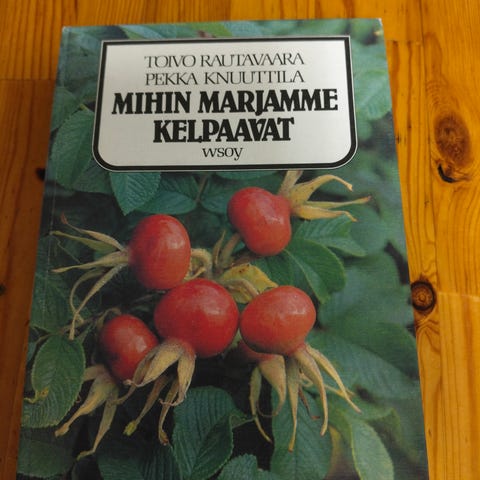 TOIVO RAUTAVAARA
PEKKA KNUUTTILA
MIHIN MARJAMME
KELPAAVAT
wsoy